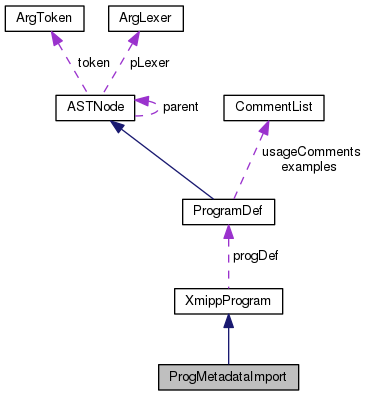 ArgToken
ArgLexer
token
pLexer
ASTNode
parent
CommentList
usageComments
examples
ProgramDef
progDef
XmippProgram
ProgMetadataImport